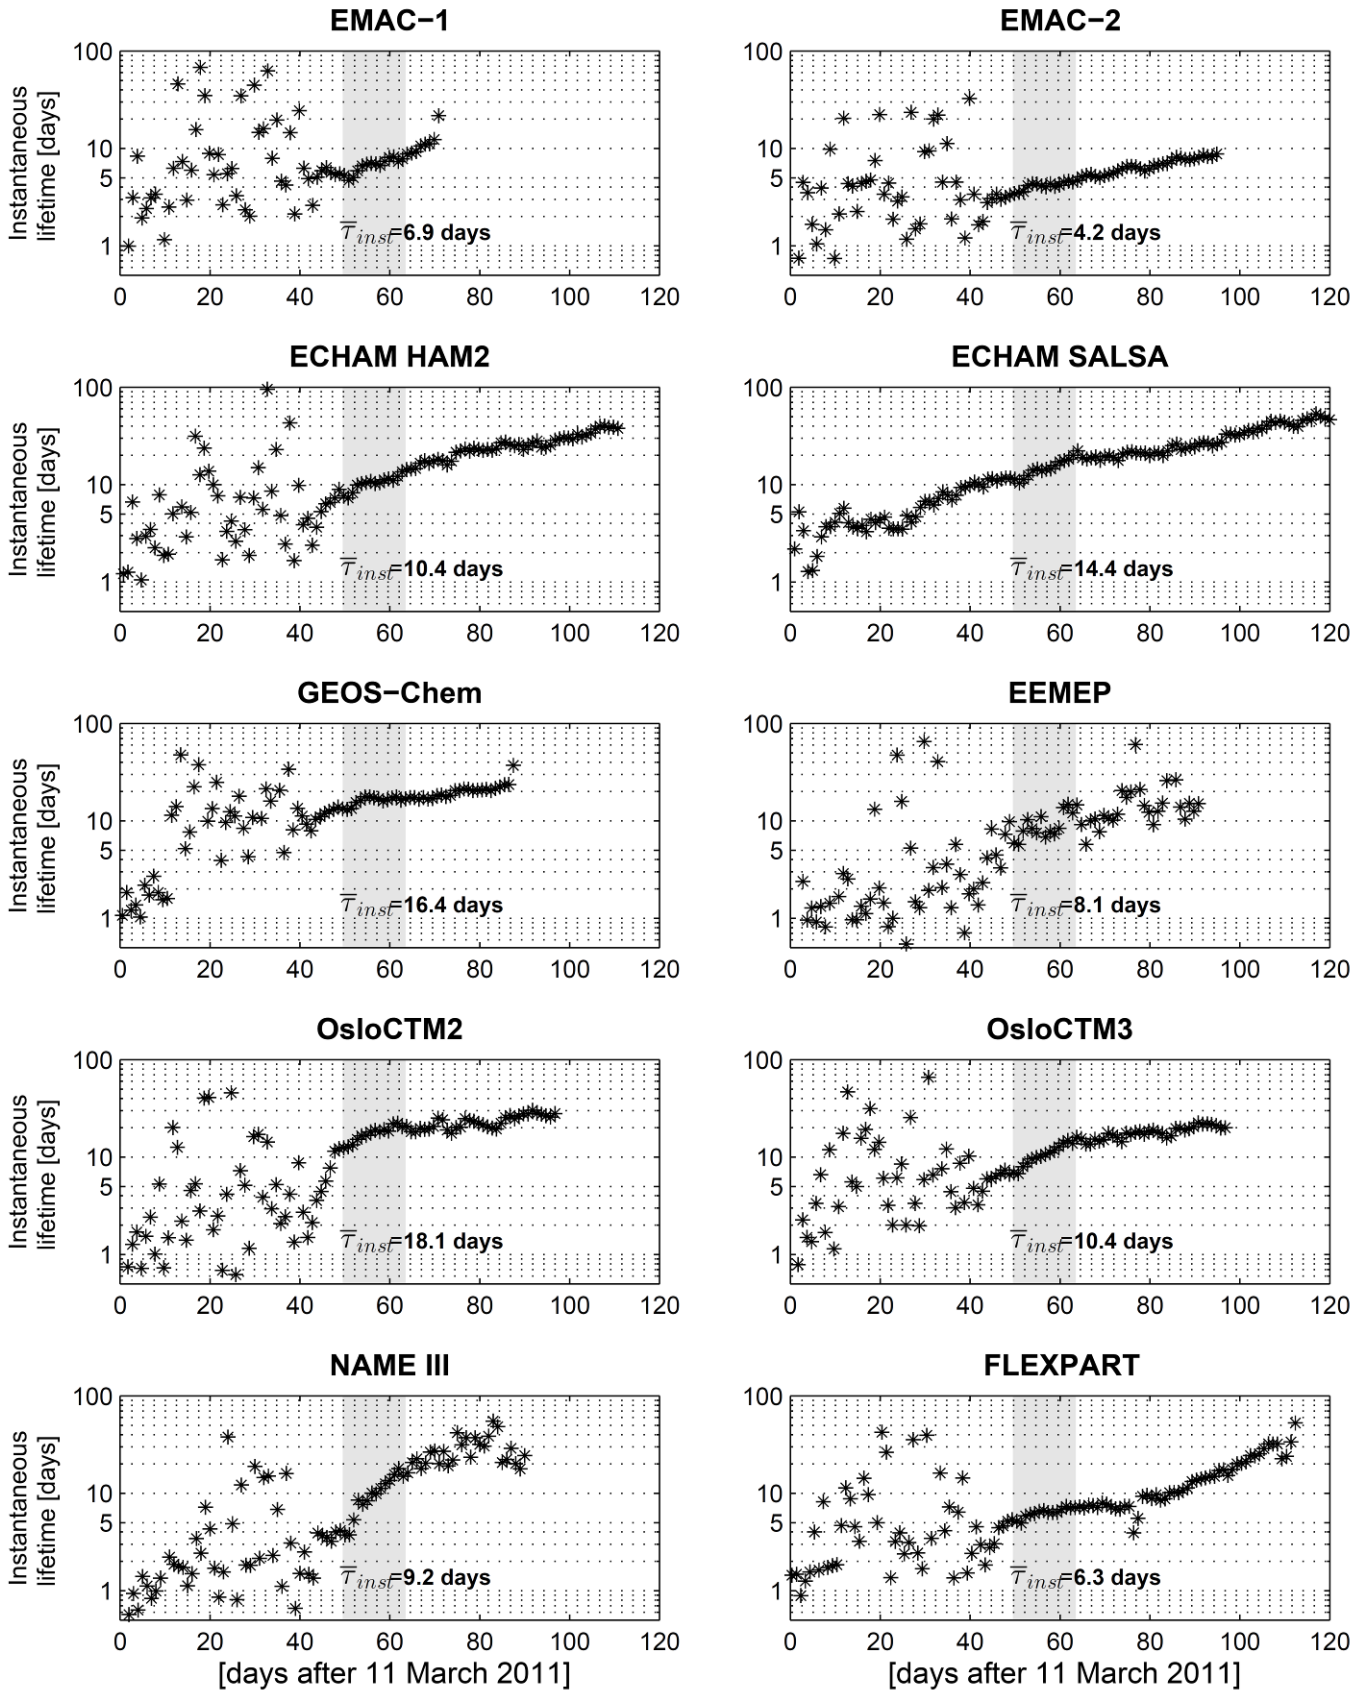 EMAC−1
EMAC−2
Instantaneous
lifetime [days]
100
10
5
1
τ̿inst=6.9 days
0 20 40 60 80 100 120
100
10
5
1
τ̿inst=4.2 days
0 20 40 60 80 100 120
ECHAM HAM2
ECHAM SALSA
Instantaneous
lifetime [days]
100
10
5
1
τ̿inst=10.4 days
0 20 40 60 80 100 120
100
10
5
1
τ̿inst=14.4 days
0 20 40 60 80 100 120
GEOS−Chem
EEMEP
Instantaneous
lifetime [days]
100
10
5
1
τ̿inst=16.4 days
0 20 40 60 80 100 120
100
10
5
1
τ̿inst=8.1 days
0 20 40 60 80 100 120
OsloCTM2
OsloCTM3
Instantaneous
lifetime [days]
100
10
5
1
τ̿inst=18.1 days
0 20 40 60 80 100 120
100
10
5
1
τ̿inst=10.4 days
0 20 40 60 80 100 120
NAME III
FLEXPART
Instantaneous
lifetime [days]
100
10
5
1
τ̿inst=9.2 days
0 20 40 60 80 100 120
[days after 11 March 2011]
100
10
5
1
τ̿inst=6.3 days
0 20 40 60 80 100 120
[days after 11 March 2011]